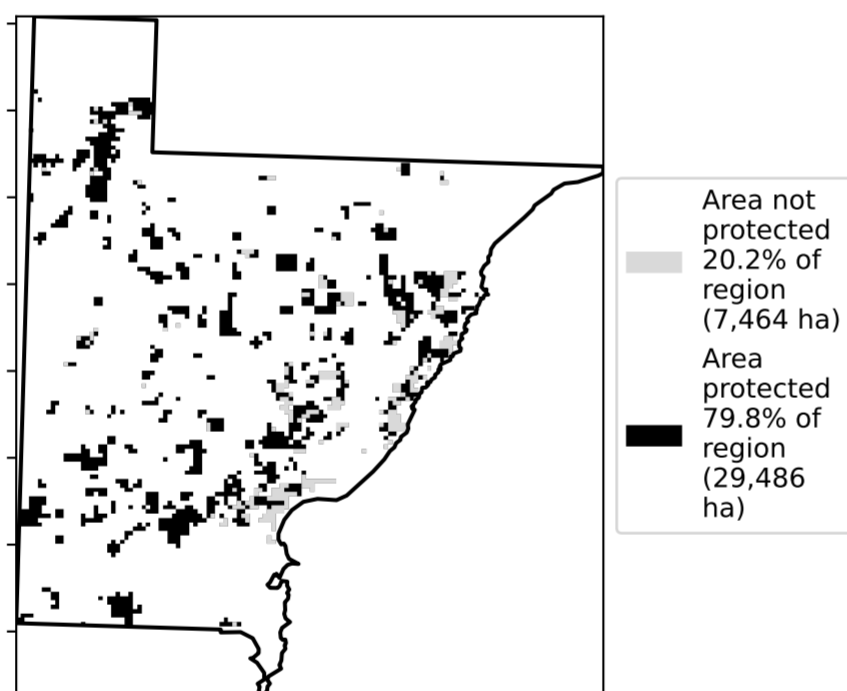 Area not
protected
20.2% of
region
(7,464 ha)
Area
protected
79.8% of
region
(29,486
ha)